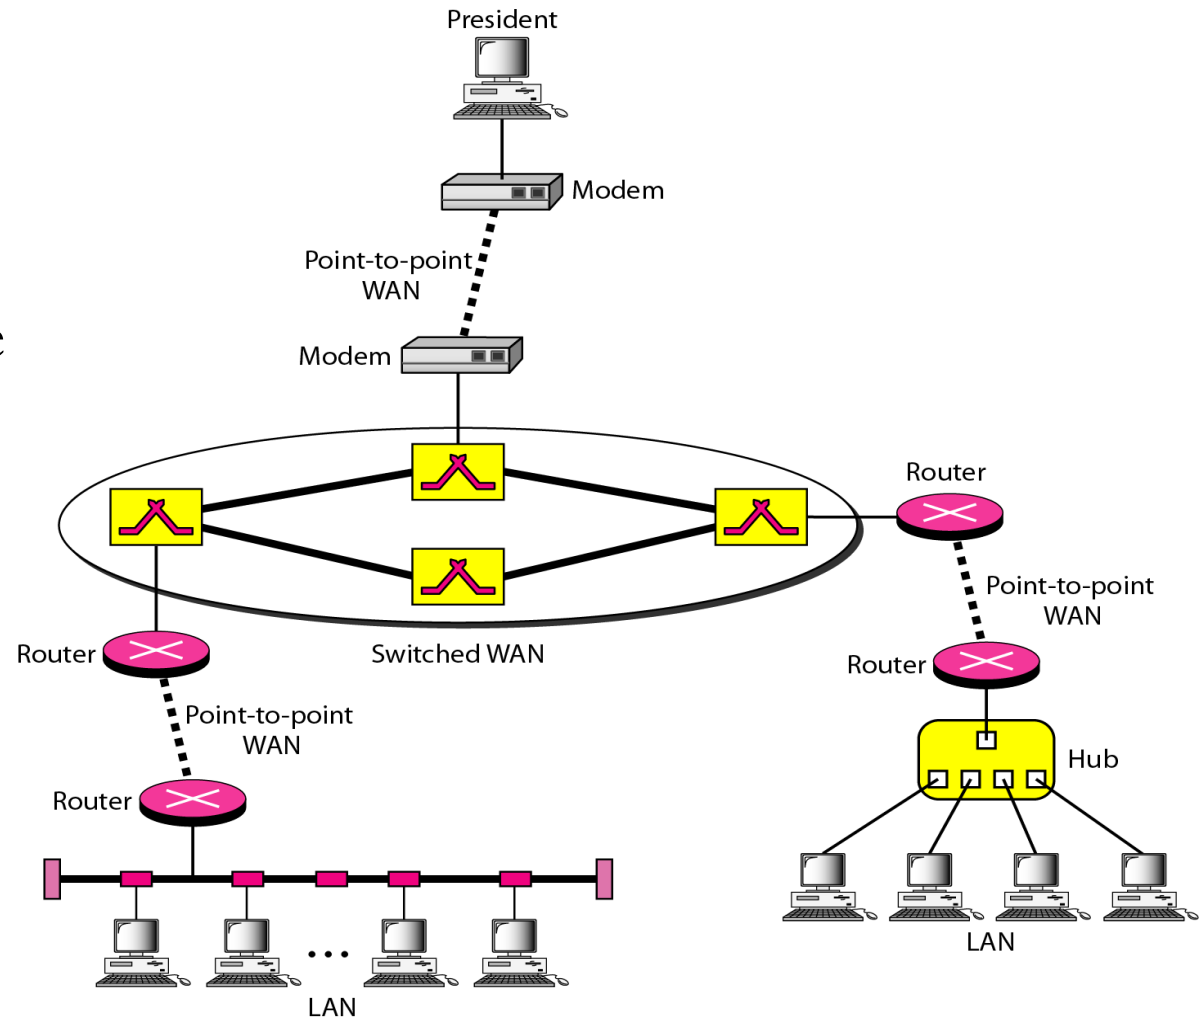 President
Modem
Point-to-point
WAN
e
Modem
Router
Point-to-point
WAN
Router
Switched WAN
Router
Point-to-point
WAN
Hub
Router
LAN
LAN